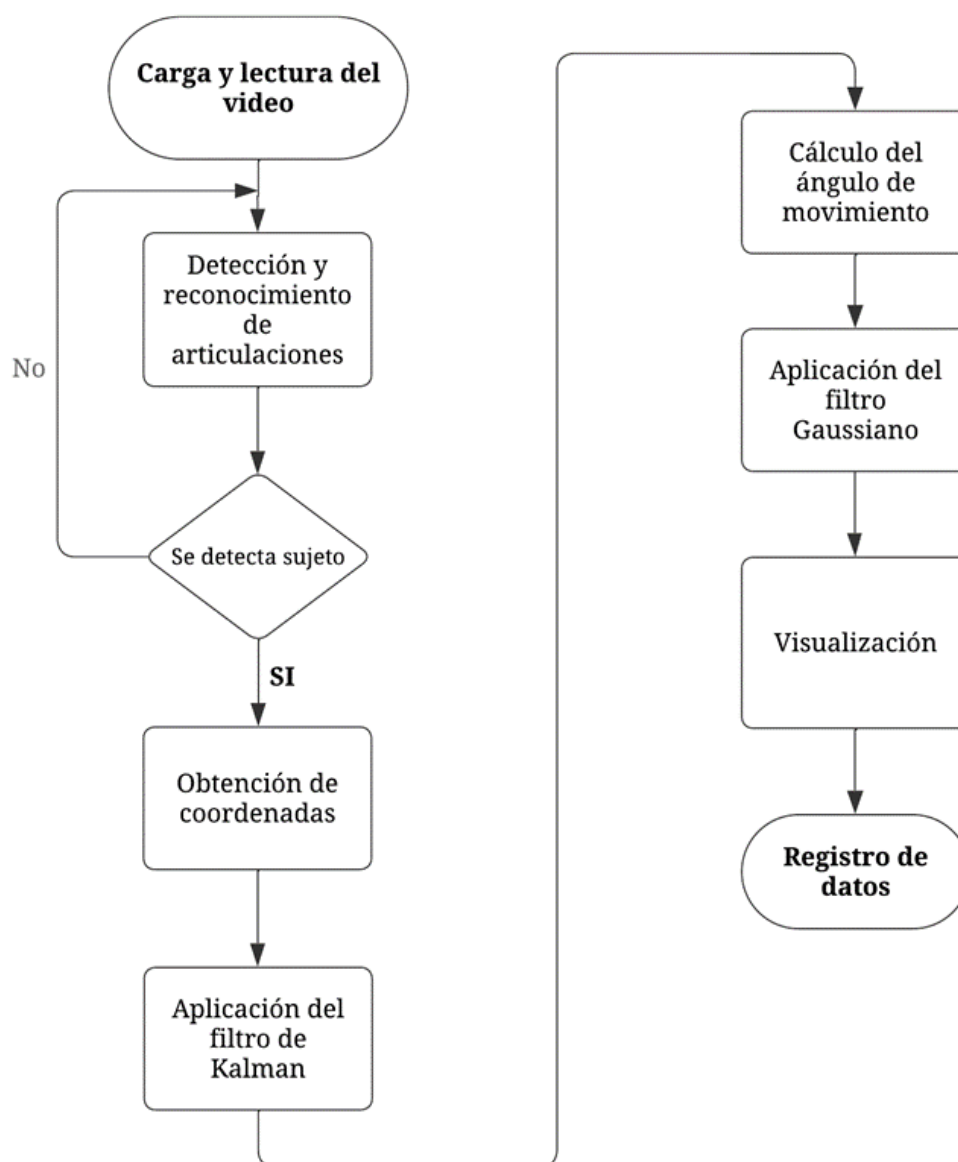 Carga y lectura del
video
Detección y
reconocimiento
de
articulaciones
No
Se detecta sujeto
SI
Obtención de
coordenadas
Aplicación del
filtro de
Kalman
Cálculo del
ángulo de
movimiento
Aplicación del
filtro
Gaussiano
Visualización
Registro de
datos